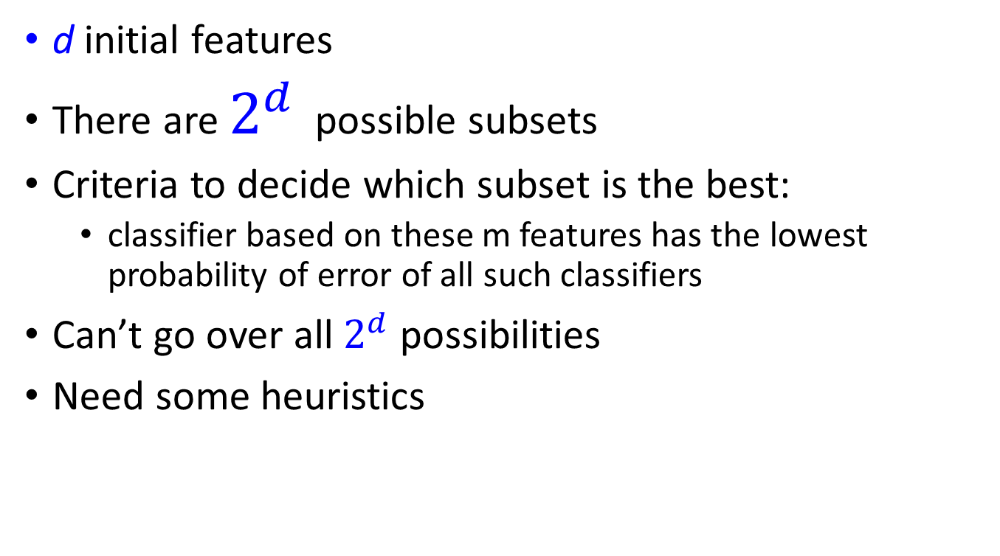 • d initial features
• There are 2^d possible subsets
• Criteria to decide which subset is the best:
• classifier based on these m features has the lowest
probability of error of all such classifiers
• Can’t go over all 2^d possibilities
• Need some heuristics